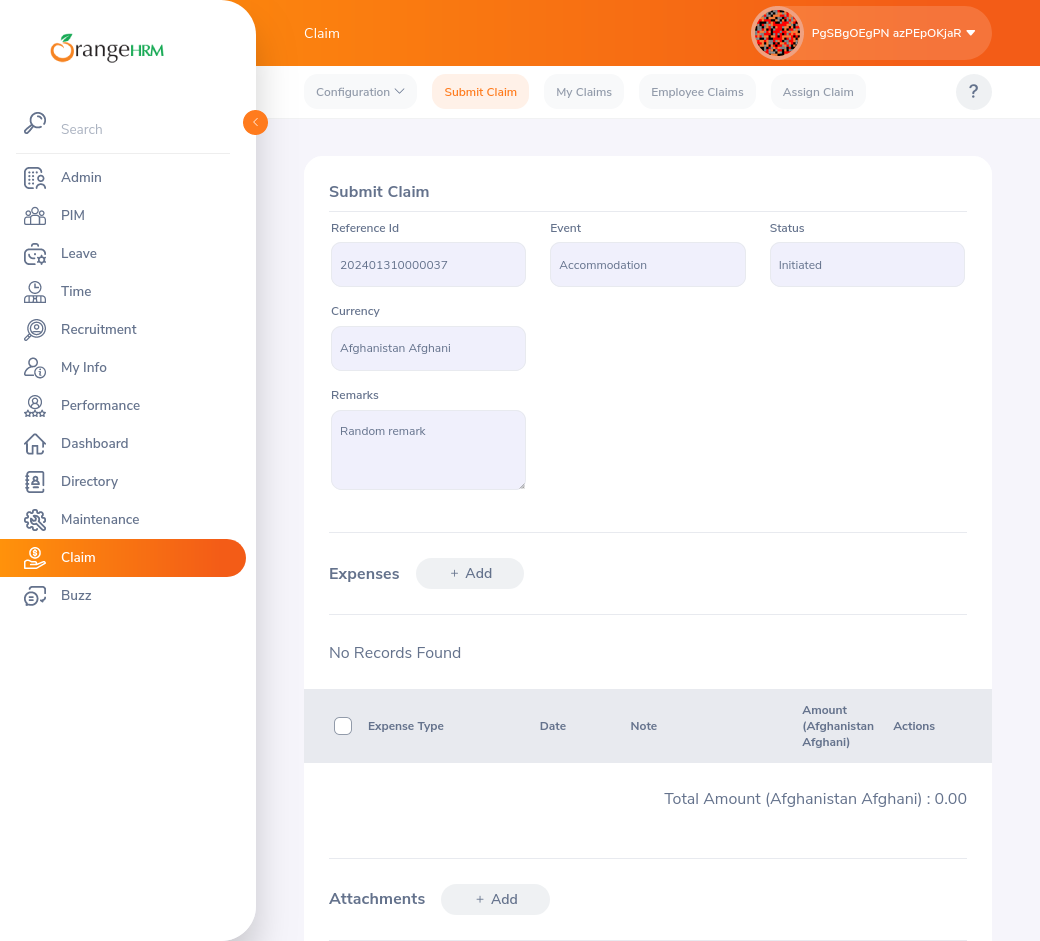 OrangeHRM
Claim
PgSBgOEgPN azPEpOKjaR
Configuration
Submit Claim
My Claims
Employee Claims
Assign Claim
?
Search
Admin
PIM
Leave
Time
Recruitment
My Info
Performance
Dashboard
Directory
Maintenance
Claim
Buzz
Submit Claim
Reference Id
Event
Status
202401310000037
Accommodation
Initiated
Currency
Afghanistan Afghani
Remarks
Random remark
Expenses
+ Add
No Records Found
Expense Type
Date
Note
Amount
(Afghanistan
Afghani)
Actions
Total Amount (Afghanistan Afghani) : 0.00
Attachments
+ Add